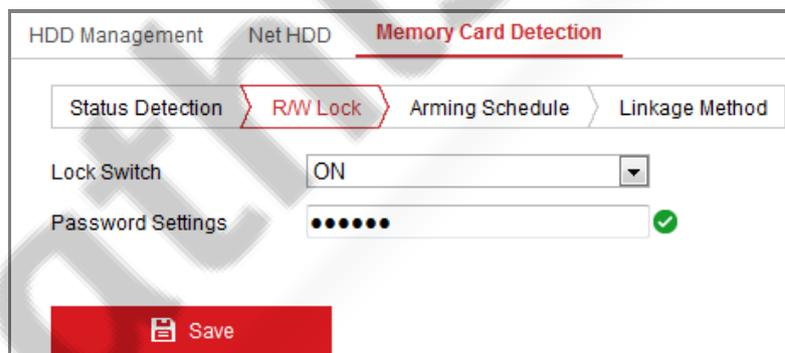 HDD Management Net HDD Memory Card Detection
Status Detection R/W Lock Arming Schedule Linkage Method
Lock Switch ON
Password Settings ●●●●●●
Save